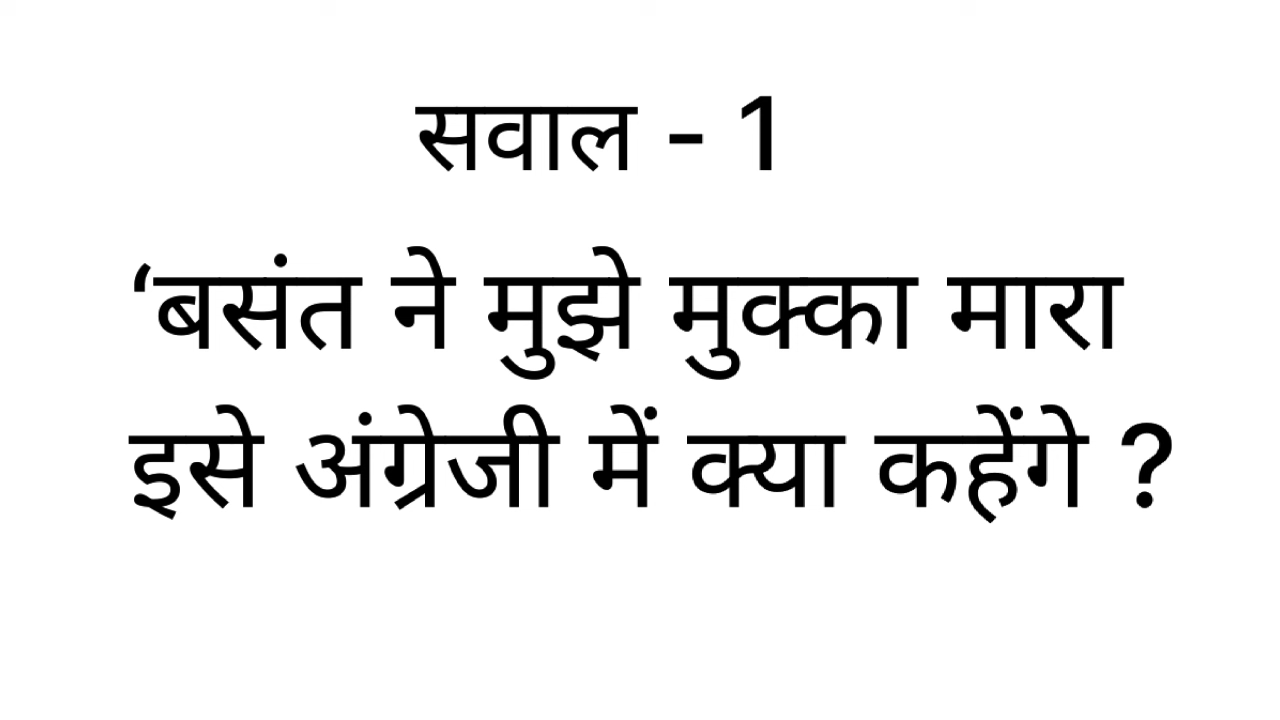 सवाल - 1
‘बसंत ने मुझे मुक्का मारा
इसे अंग्रेजी में क्या कहेंगे ?